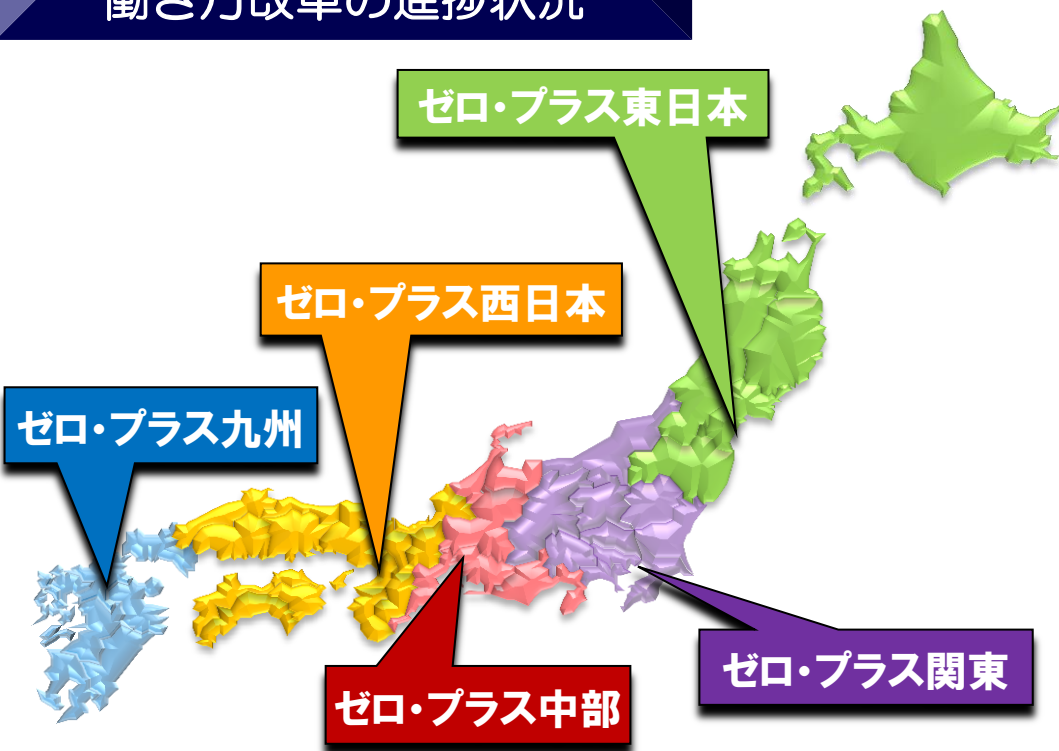 働き方改革の進捗状況
ゼロ・プラス東日本
ゼロ・プラス西日本
ゼロ・プラス九州
ゼロ・プラス関東
ゼロ・プラス中部